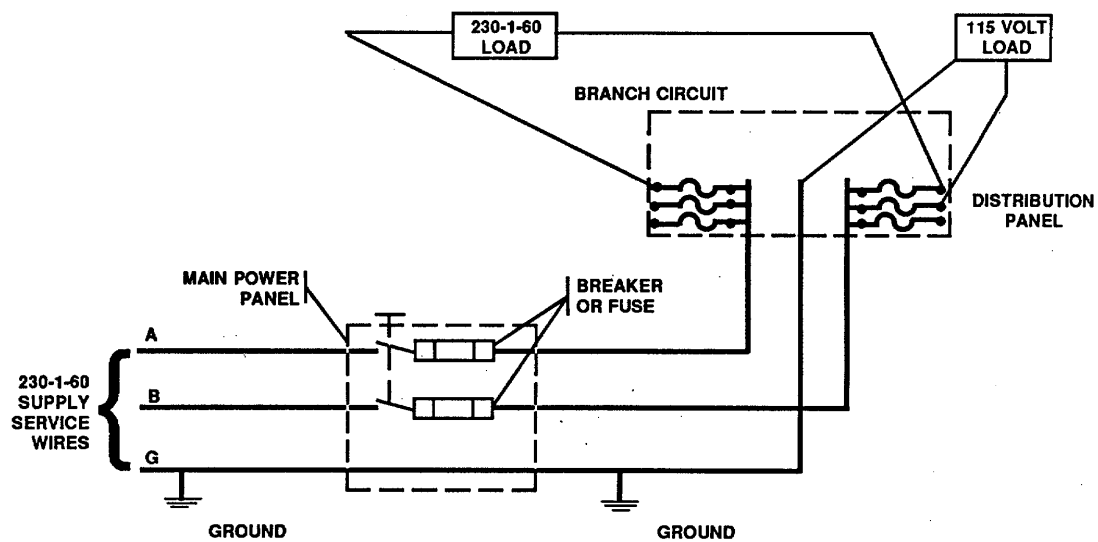 230-1-60
LOAD
115 VOLT
LOAD
BRANCH CIRCUIT
DISTRIBUTION
PANEL
MAIN POWER
PANEL
BREAKER
OR FUSE
A
230-1-60
SUPPLY
SERVICE
WIRES
B
G
GROUND
GROUND